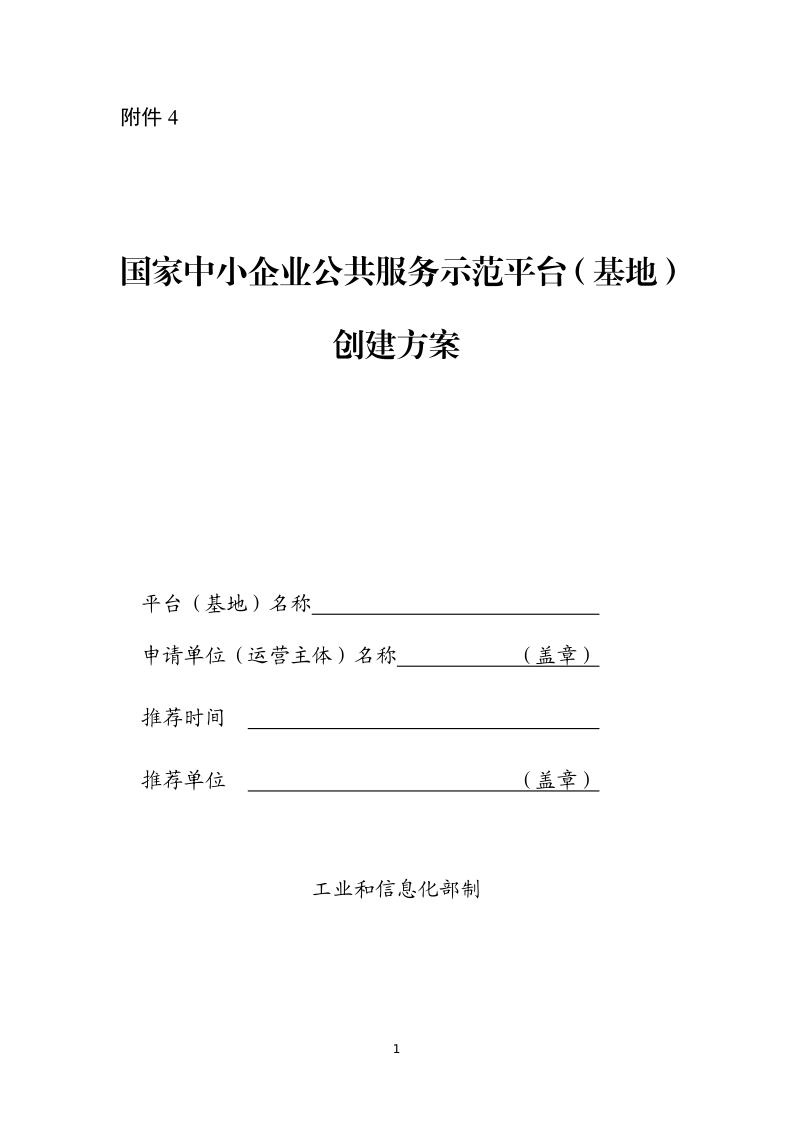 附件 4
国家中小企业公共服务示范平台（基地）
创建方案
平台（基地）名称
申请单位（运营主体）名称 （盖章）
推荐时间
推荐单位 （盖章）
工业和信息化部制
1